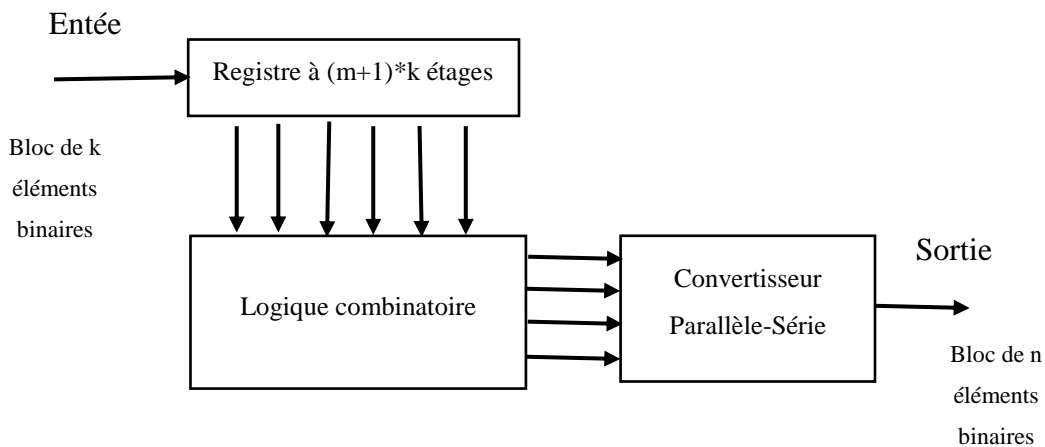 Entée
Registre à (m+1)*k étages
Bloc de k
éléments
binaires
Logique combinatoire
Convertisseur
Parallèle-Série
Sortie
Bloc de n
éléments
binaires